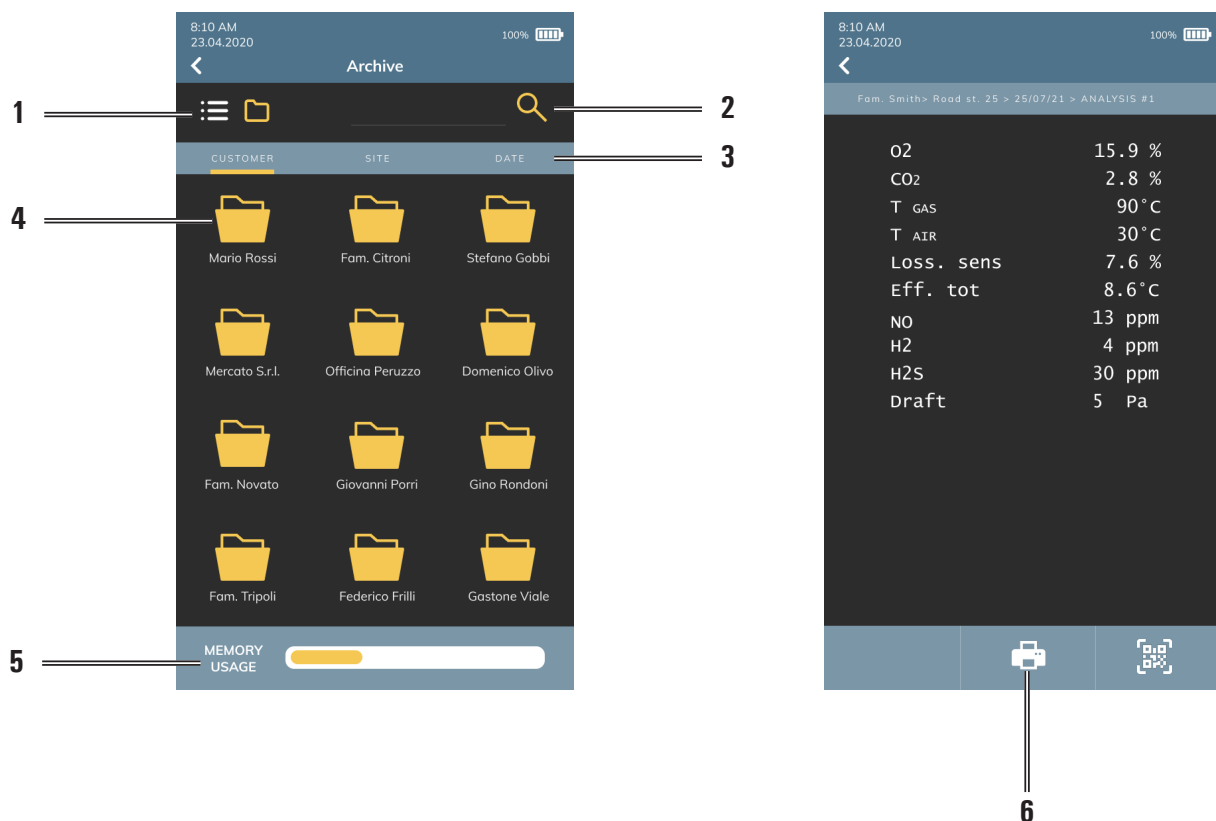 8:10 AM
23.04.2020
100%
Archive
1
2
CUSTOMER SITE DATE
3
4
Mario Rossi Fam. Citroni Stefano Gobbi
Mercato S.r.l. Officina Peruzzo Domenico Olivo
Fam. Novato Giovanni Porri Gino Rondoni
Fam. Tripoli Federico Frilli Gastone Viale
5
MEMORY
USAGE
8:10 AM
23.04.2020
100%
Fam. Smith> Road st. 25 > 25/07/21 > ANALYSIS #1
O2 15.9 %
CO2 2.8 %
T GAS 90°C
T AIR 30°C
Loss. sens 7.6 %
Eff. tot 8.6°C
NO 13 ppm
H2 4 ppm
H2S 30 ppm
Draft 5 Pa
6